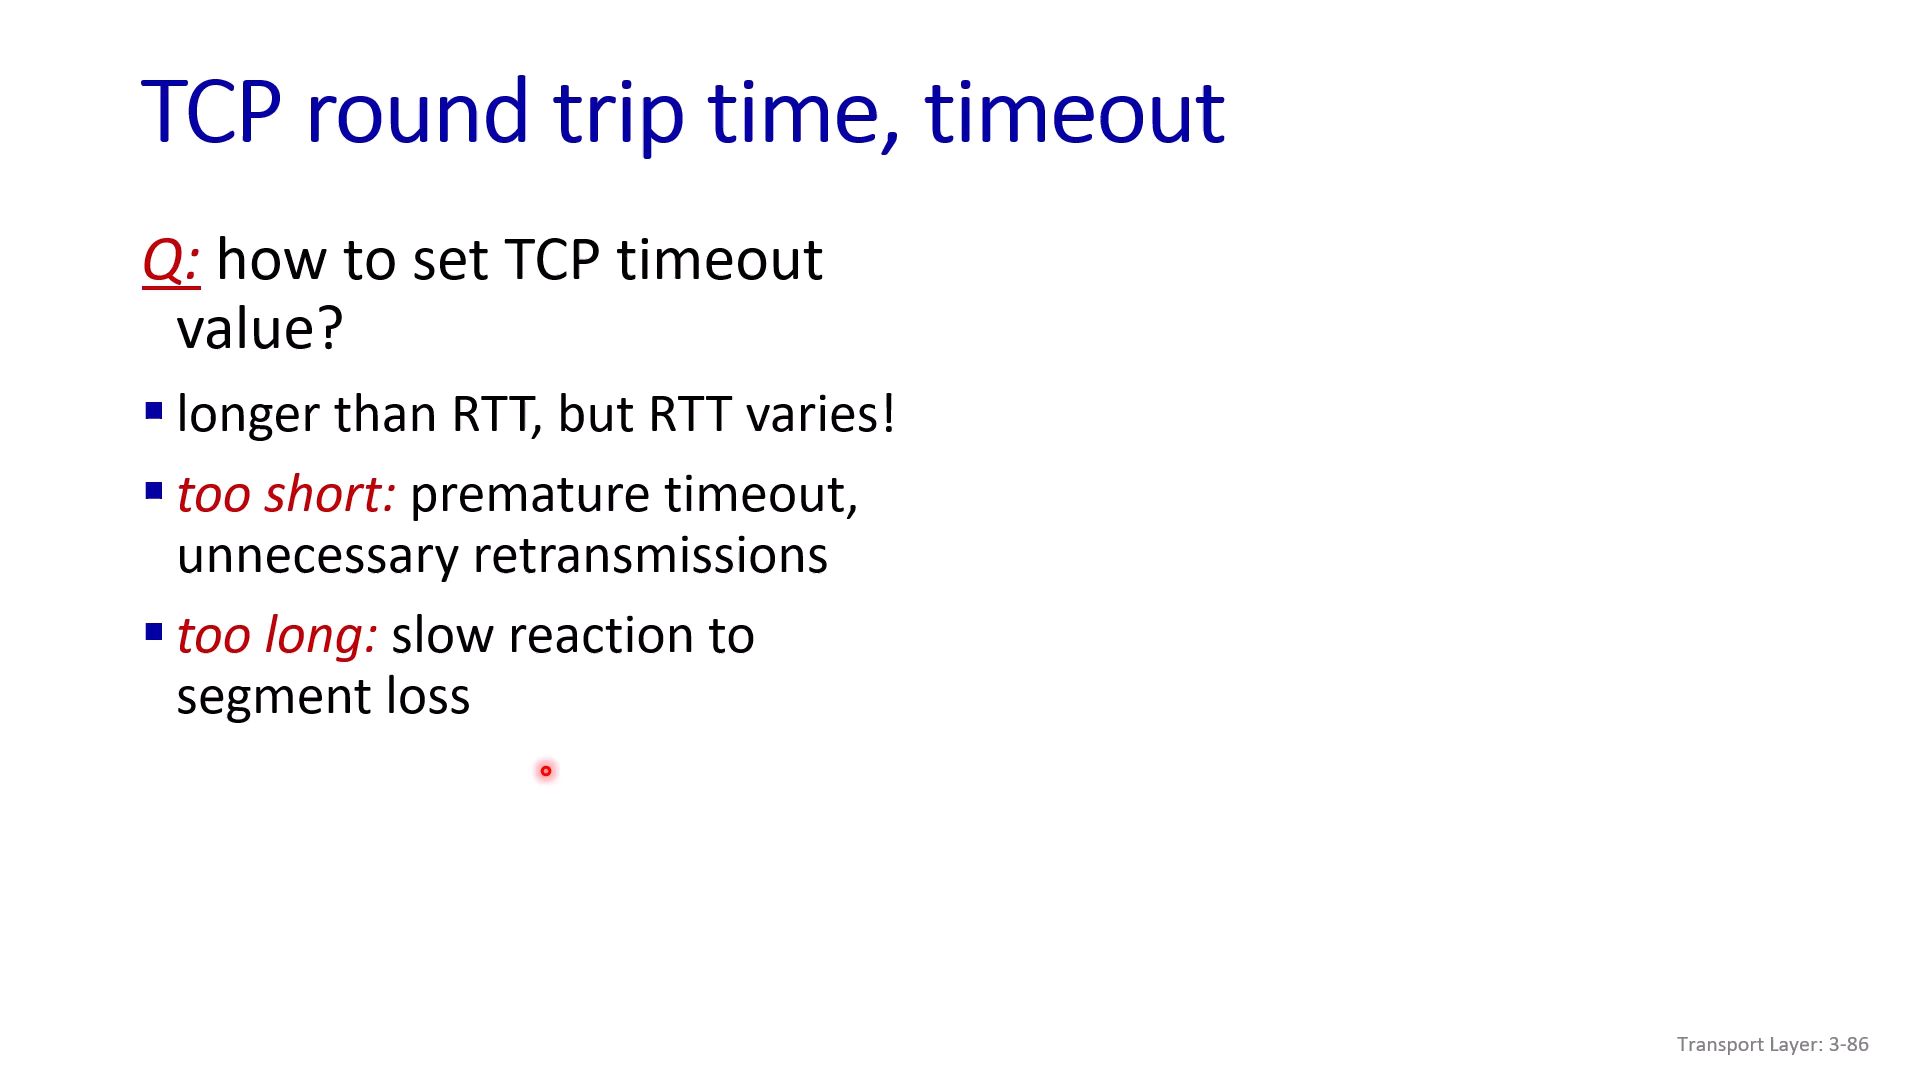 TCP round trip time, timeout
Q: how to set TCP timeout
value?
▪ longer than RTT, but RTT varies!
▪ too short: premature timeout,
unnecessary retransmissions
▪ too long: slow reaction to
segment loss
Transport Layer: 3-86